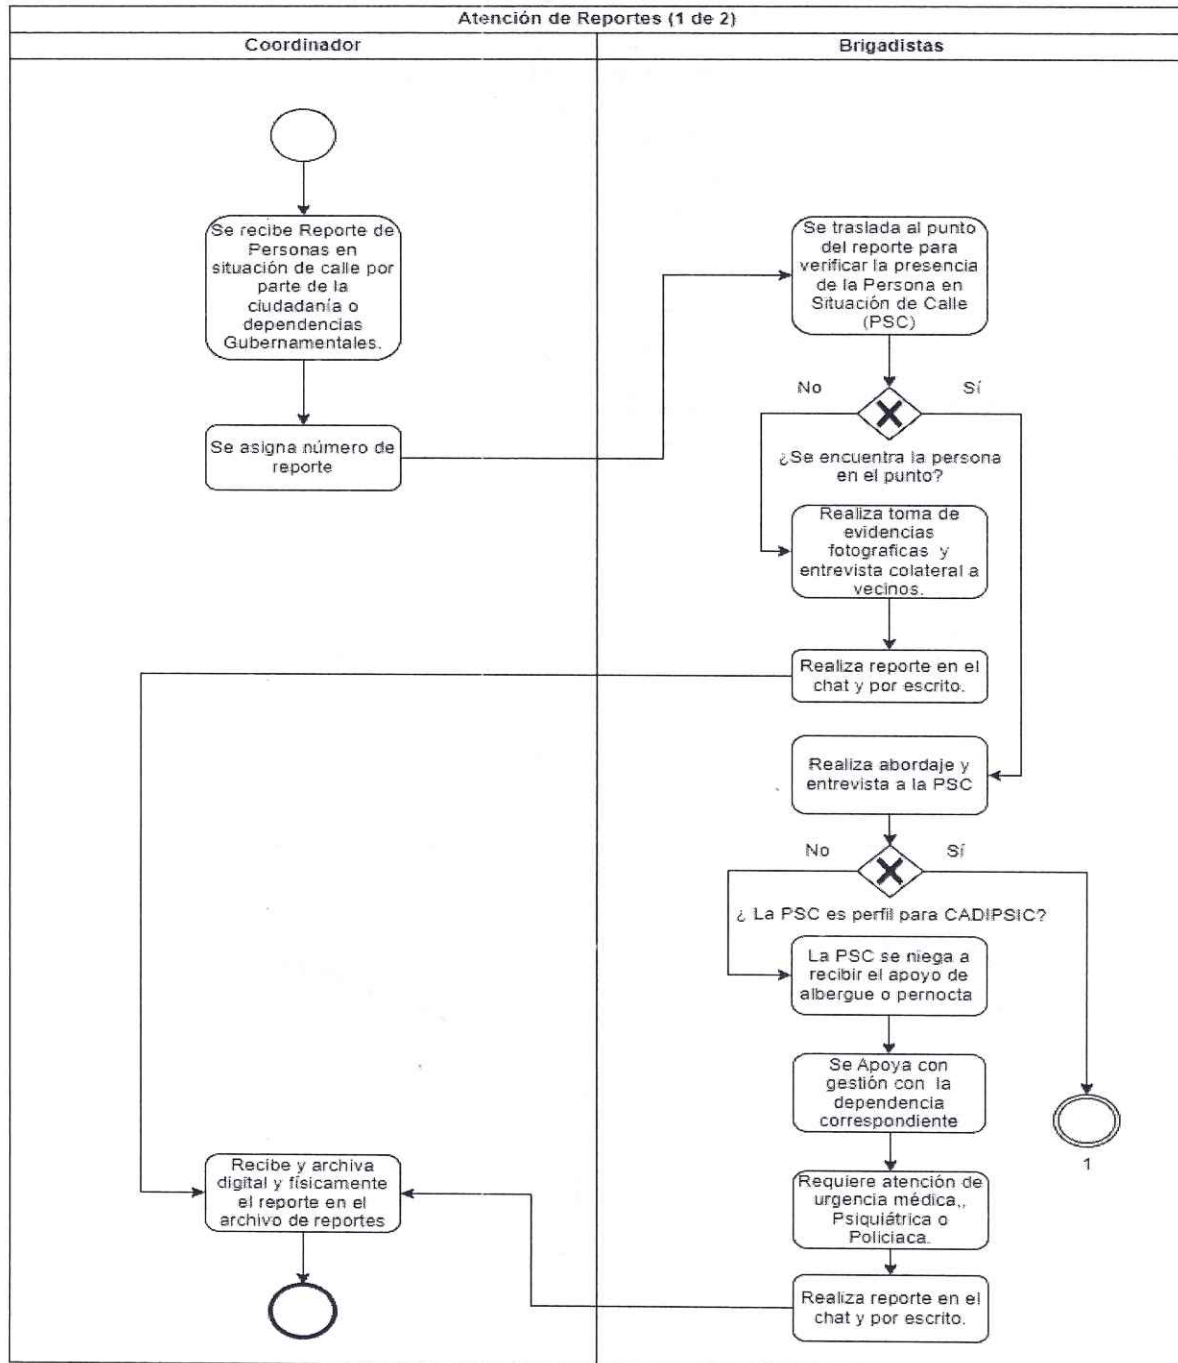 Atención de Reportes (1 de 2)
Coordinador
Brigadistas
Se recibe Reporte de
Personas en
situación de calle por
parte de la
ciudadanía o
dependencias
Gubernamentales.
Se asigna número de
reporte
Se traslada al punto
del reporte para
verificar la presencia
de la Persona en
Situación de Calle
(PSC)
No
Sí
¿Se encuentra la persona
en el punto?
Realiza toma de
evidencias
fotograficas y
entrevista colateral a
vecinos.
Realiza reporte en el
chat y por escrito.
Realiza abordaje y
entrevista a la PSC
No
Sí
¿ La PSC es perfil para CADIPSIC?
La PSC se niega a
recibir el apoyo de
albergue o pernocta
Se Apoya con
gestión con la
dependencia
correspondiente
1
Requiere atención de
urgencia médica,,
Psiquiátrica o
Policiaca.
Realiza reporte en el
chat y por escrito.
Recibe y archiva
digital y físicamente
el reporte en el
archivo de reportes